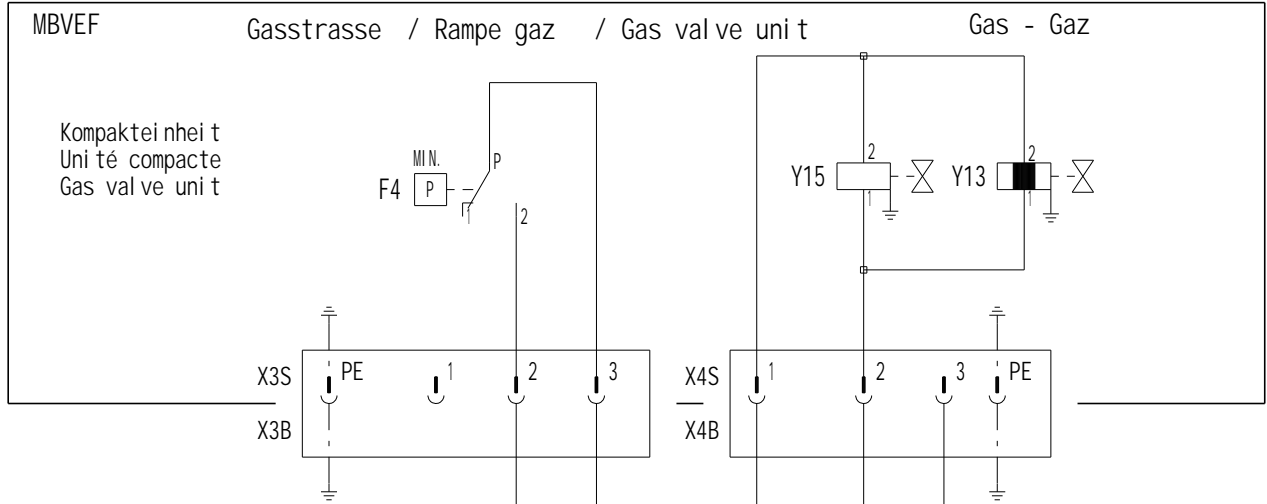 MBVEF
Gasstrasse / Rampe gaz / Gas valve unit
Gas - Gaz
Kompakteinheit
Unité compacte
Gas valve unit
MIN.
F4
P
P
1
2
Y15
2
1
Y13
2
1
X3S
PE
1
2
3
X4S
1
2
3
PE
X3B
X4B